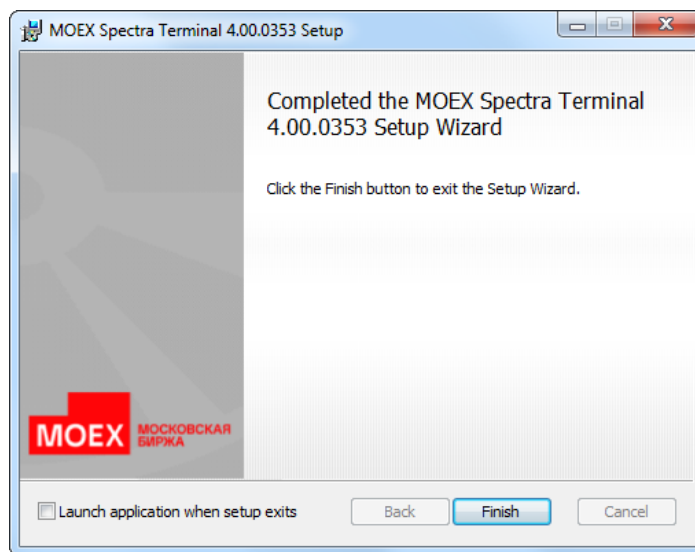 MOEX Spectra Terminal 4.00.0353 Setup
Completed the MOEX Spectra Terminal
4.00.0353 Setup Wizard
Click the Finish button to exit the Setup Wizard.
MOEX
МОСКОВСКАЯ
БИРЖА
Launch application when setup exits
Back
Finish
Cancel